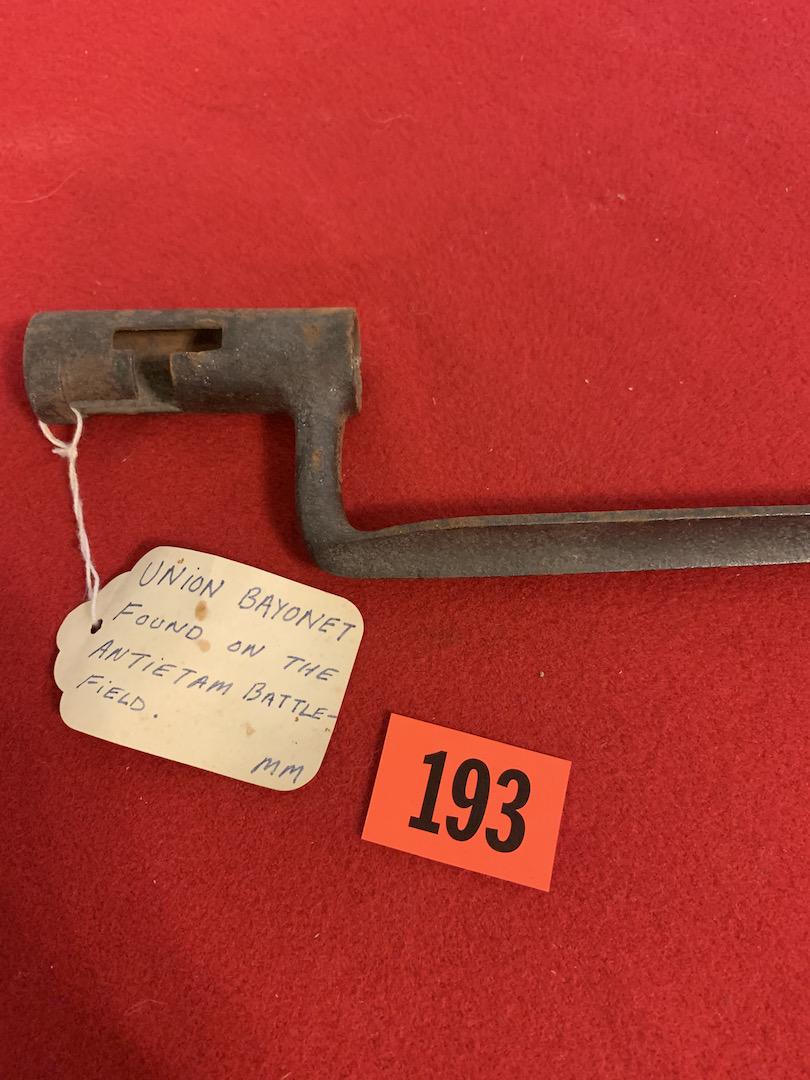 UNiON BAYONET
FOUND ON THE
ANTiETAM BATTLE-
FiELD.
MM
193